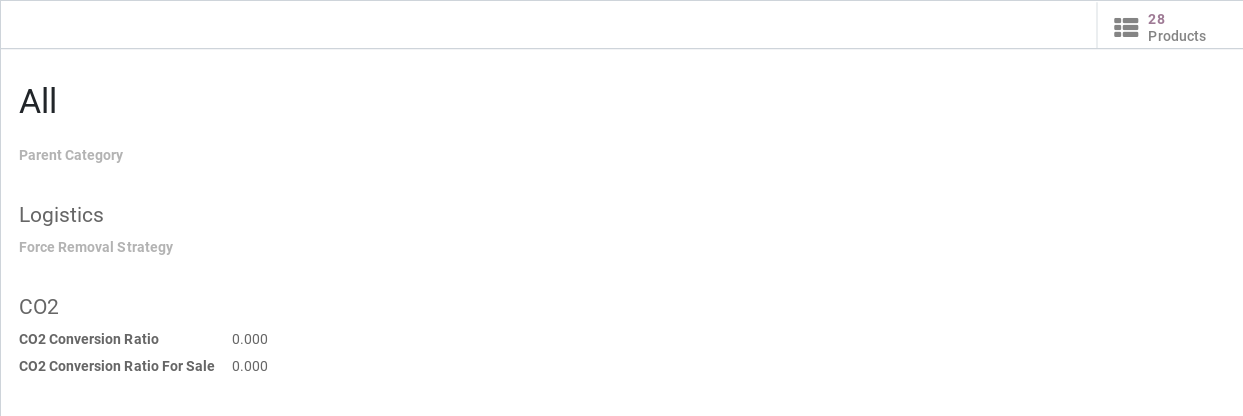 28
Products
All
Parent Category
Logistics
Force Removal Strategy
CO2
CO2 Conversion Ratio 0.000
CO2 Conversion Ratio For Sale 0.000